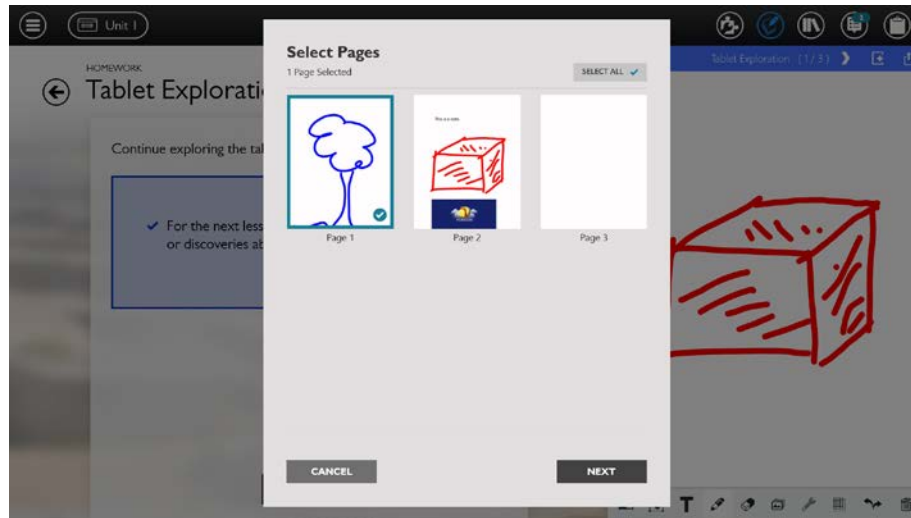 Unit 1
1
Select Pages
1 Page Selected
SELECT ALL
HOMEWORK
Tablet Explorati
Tablet Exploration (1/3)
Continue exploring the tal
For the next less
or discoveries ab
This is a note.
Page 1
Page 2
Page 3
CANCEL
NEXT
T